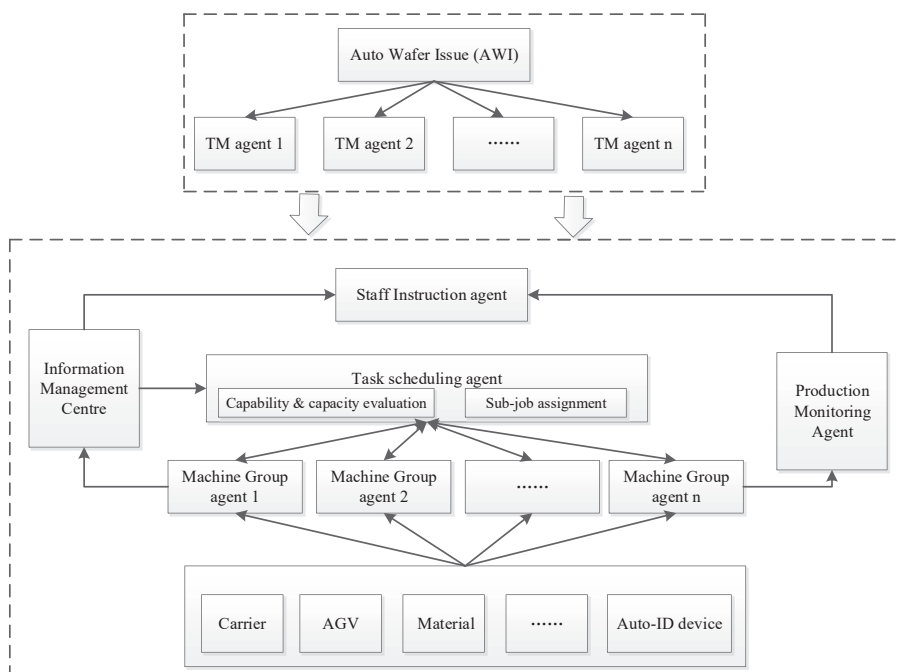 Auto Wafer Issue (AWI)
TM agent 1
TM agent 2
......
TM agent n
Staff Instruction agent
Information
Management
Centre
Task scheduling agent
Capability & capacity evaluation
Sub-job assignment
Production
Monitoring
Agent
Machine Group
agent 1
Machine Group
agent 2
......
Machine Group
agent n
Carrier
AGV
Material
......
Auto-ID device